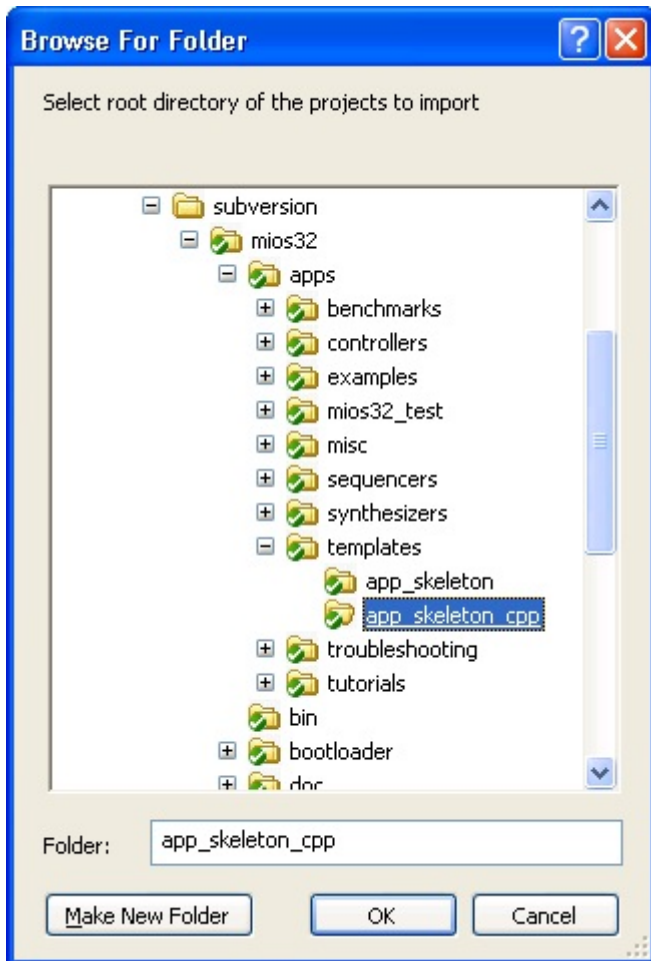 Browse For Folder
Select root directory of the projects to import
subversion
mios32
apps
benchmarks
controllers
examples
mios32_test
misc
sequencers
synthesizers
templates
app_skeleton
app_skeleton_cpp
troubleshooting
tutorials
bin
bootloader
doc
Folder: app_skeleton_cpp
Make New Folder OK Cancel